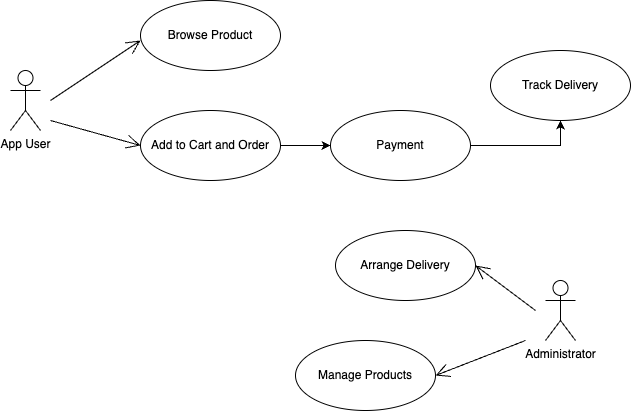 Browse Product
Track Delivery
App User
Add to Cart and Order
Payment
Arrange Delivery
Administrator
Manage Products